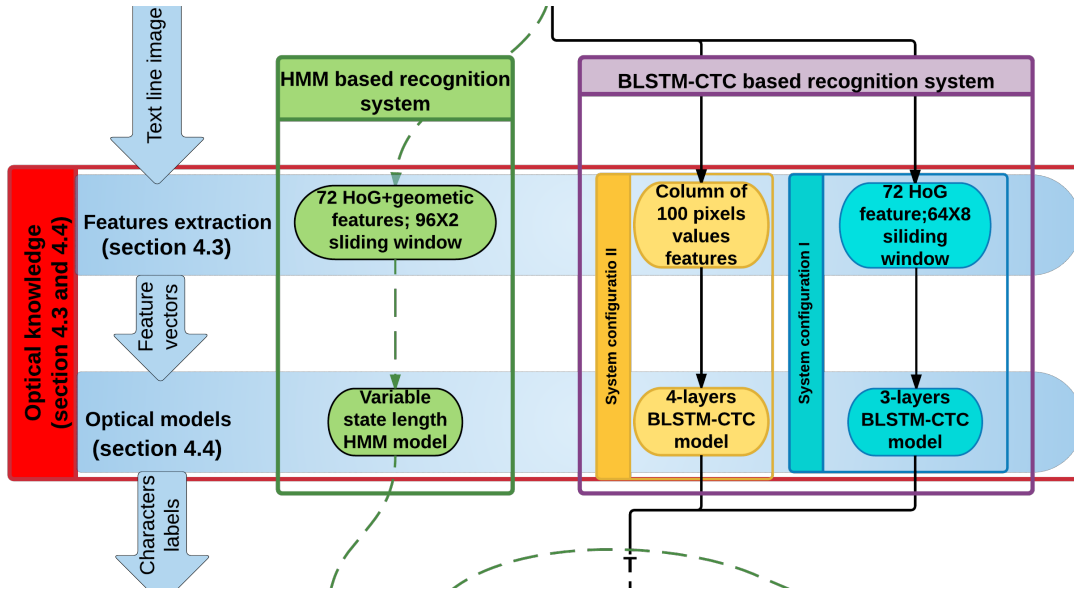 Text line image
HMM based recognition
system
BLSTM-CTC based recognition system
Optical knowledge
(section 4.3 and 4.4)
Features extraction
(section 4.3)
72 HoG+geometic
features; 96X2
sliding window
System configuratio II
Column of
100 pixels
values
features
System configuration I
72 HoG
feature;64X8
siliding
window
Feature
vectors
Optical models
(section 4.4)
Variable
state length
HMM model
4-layers
BLSTM-CTC
model
3-layers
BLSTM-CTC
model
Characters
labels
T